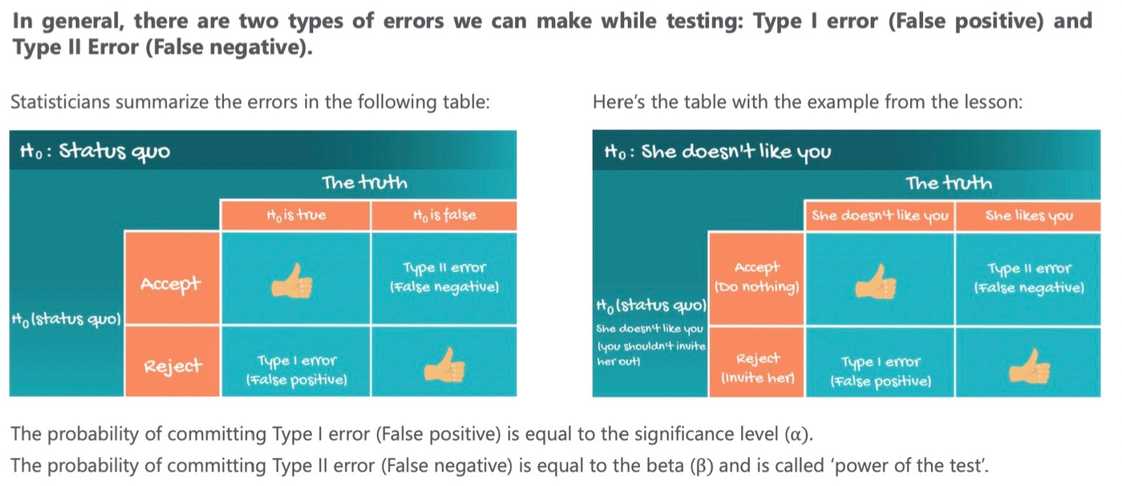 In general, there are two types of errors we can make while testing: Type I error (False positive) and
Type II Error (False negative).
Statisticians summarize the errors in the following table:
H₀: Status quo
The truth
H₀ is true
H₀ is false
Accept
Type II error
(False negative)
H₀(status quo)
Reject
Type I error
(False positive)
Here's the table with the example from the lesson:
H₀: She doesn't like you
The truth
She doesn't like you
She likes you
Accept
(Do nothing)
Type II error
(False negative)
H₀(status quo)
She doesn't like you
(you shouldn't invite
her out)
Reject
(Invite her)
Type I error
(False positive)
The probability of committing Type I error (False positive) is equal to the significance level (α).
The probability of committing Type II error (False negative) is equal to the beta (β) and is called ‘power of the test’.